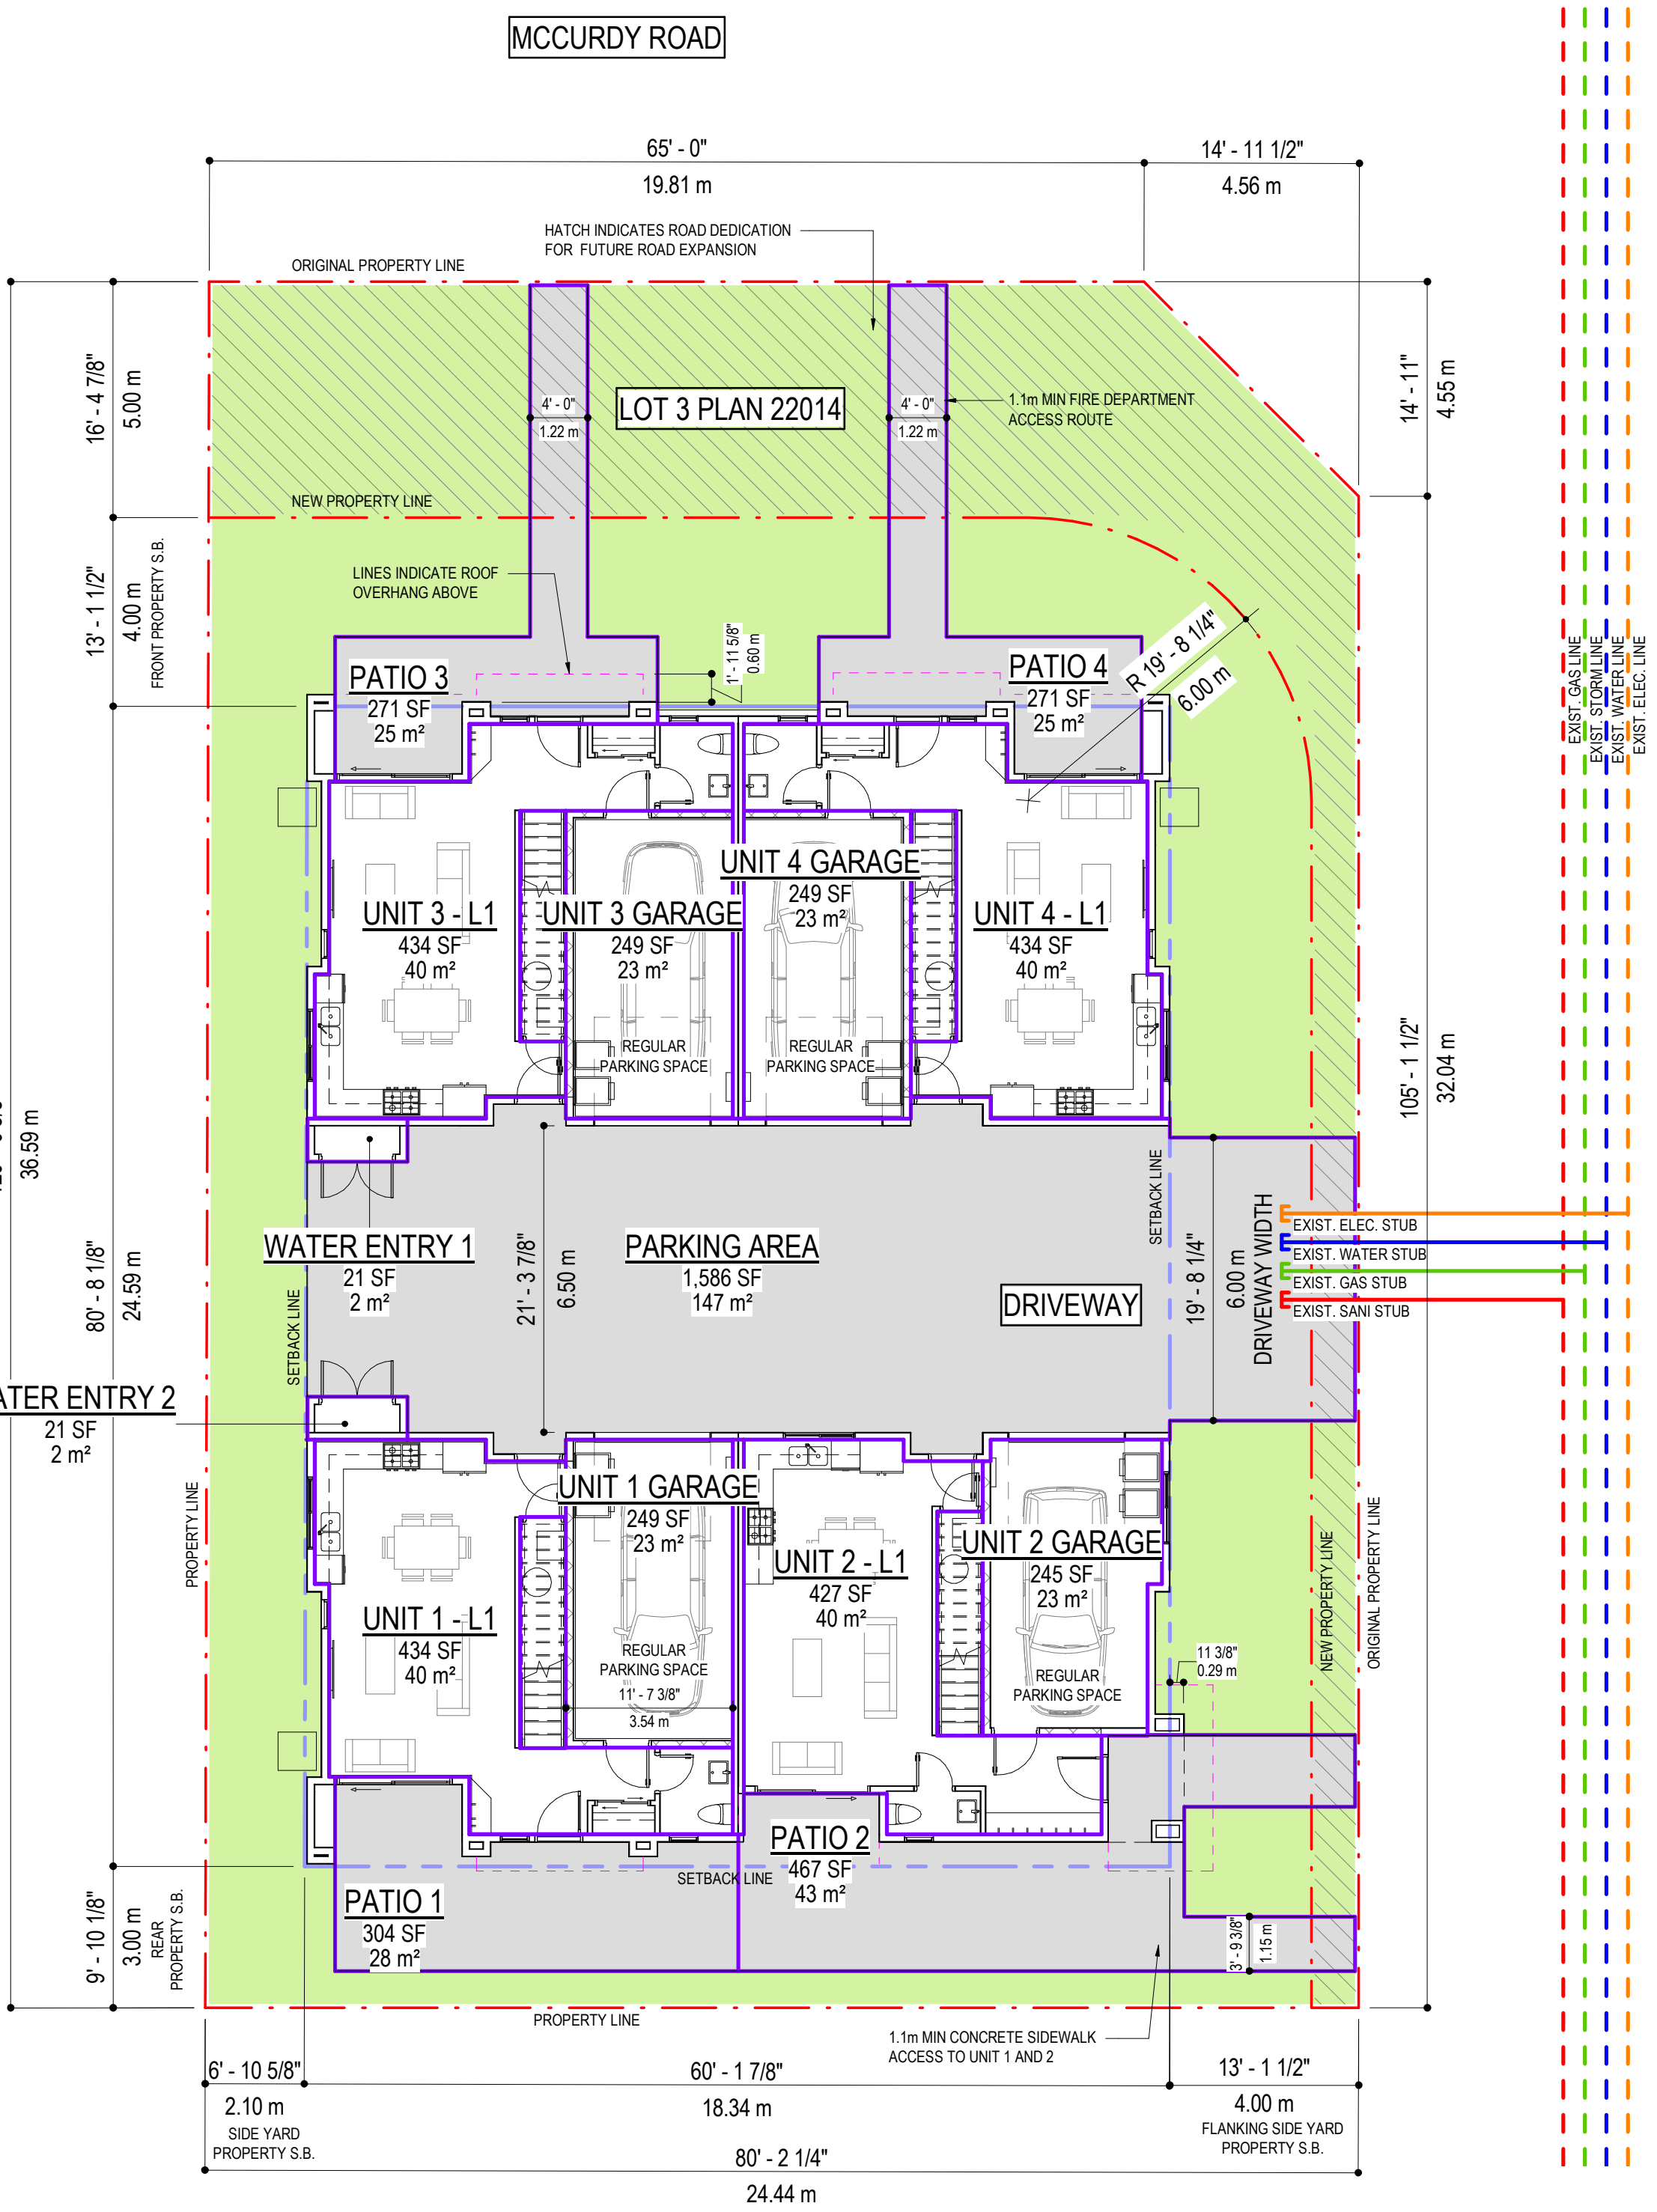 MCCURDY ROAD
65' - 0"
19.81 m
14' - 11 1/2"
4.56 m
HATCH INDICATES ROAD DEDICATION
FOR FUTURE ROAD EXPANSION
ORIGINAL PROPERTY LINE
16' - 4 7/8"
5.00 m
14' - 11"
4.55 m
4' - 0"
1.22 m
LOT 3 PLAN 22014
4' - 0"
1.22 m
1.1m MIN FIRE DEPARTMENT
ACCESS ROUTE
NEW PROPERTY LINE
13' - 1 1/2"
4.00 m
FRONT PROPERTY S.B.
LINES INDICATE ROOF
OVERHANG ABOVE
1' - 11 5/8"
0.60 m
R 19' - 8 1/4"
6.00 m
PATIO 3
271 SF
25 m²
PATIO 4
271 SF
25 m²
EXIST. GAS LINE
EXIST. STORM LINE
EXIST. WATER LINE
EXIST. ELEC. LINE
UNIT 3 - L1
434 SF
40 m²
UNIT 3 GARAGE
249 SF
23 m²
UNIT 4 GARAGE
249 SF
23 m²
UNIT 4 - L1
434 SF
40 m²
REGULAR
PARKING SPACE
REGULAR
PARKING SPACE
36.59 m
105' - 1 1/2"
32.04 m
80' - 8 1/8"
24.59 m
SETBACK LINE
WATER ENTRY 1
21 SF
2 m²
21' - 3 7/8"
6.50 m
PARKING AREA
1,586 SF
147 m²
DRIVEWAY
SETBACK LINE
19' - 8 1/4"
6.00 m
DRIVEWAY WIDTH
EXIST. ELEC. STUB
EXIST. WATER STUB
EXIST. GAS STUB
EXIST. SANI STUB
ATER ENTRY 2
21 SF
2 m²
PROPERTY LINE
UNIT 1 GARAGE
249 SF
23 m²
UNIT 1 - L1
434 SF
40 m²
REGULAR
PARKING SPACE
11' - 7 3/8"
3.54 m
UNIT 2 - L1
427 SF
40 m²
UNIT 2 GARAGE
245 SF
23 m²
REGULAR
PARKING SPACE
11 3/8"
0.29 m
NEW PROPERTY LINE
ORIGINAL PROPERTY LINE
PATIO 2
467 SF
43 m²
SETBACK LINE
PATIO 1
304 SF
28 m²
9' - 10 1/8"
3.00 m
REAR
PROPERTY S.B.
3' - 9 3/8"
1.15 m
PROPERTY LINE
1.1m MIN CONCRETE SIDEWALK
ACCESS TO UNIT 1 AND 2
6' - 10 5/8"
2.10 m
SIDE YARD
PROPERTY S.B.
60' - 1 7/8"
18.34 m
13' - 1 1/2"
4.00 m
FLANKING SIDE YARD
PROPERTY S.B.
80' - 2 1/4"
24.44 m